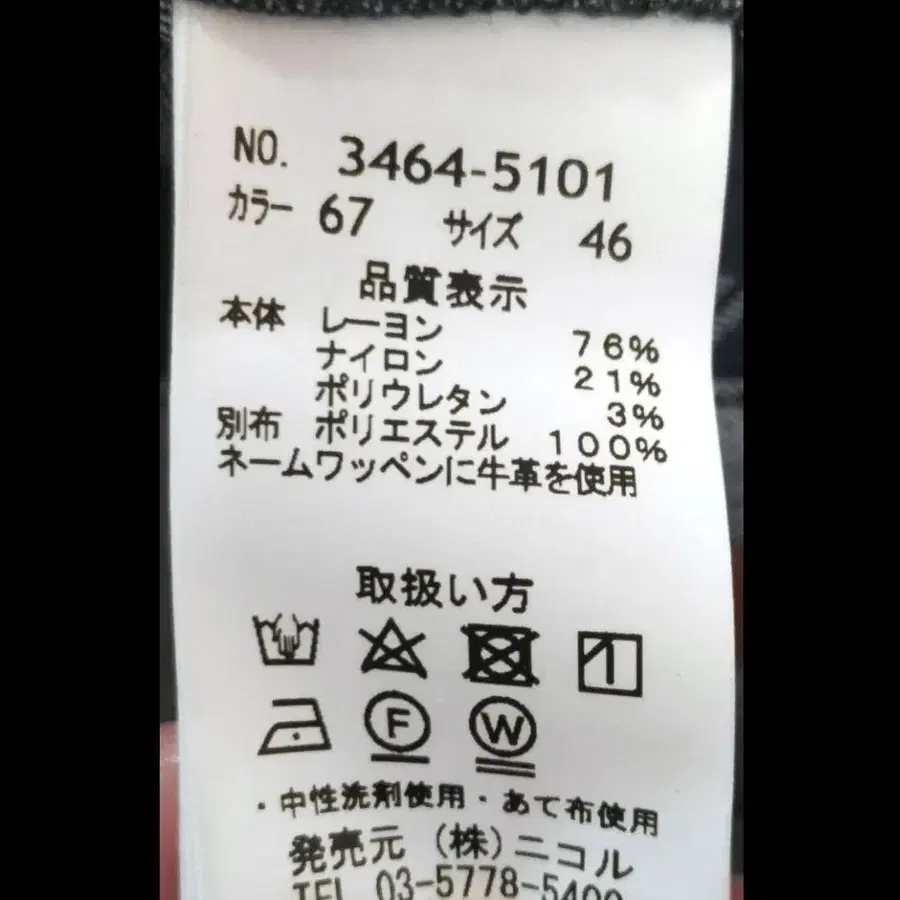 NO. 3464-5101
カラー 67 サイズ 46
品質表示
本体 レーヨン 76%
ナイロン 21%
ポリウレタン 3%
別布 ポリエステル 100%
ネームワッペンに牛革を使用
取扱い方
F W
・中性洗剤使用・あて布使用
発売元 (株)ニコル
TEL 03-5778-5400